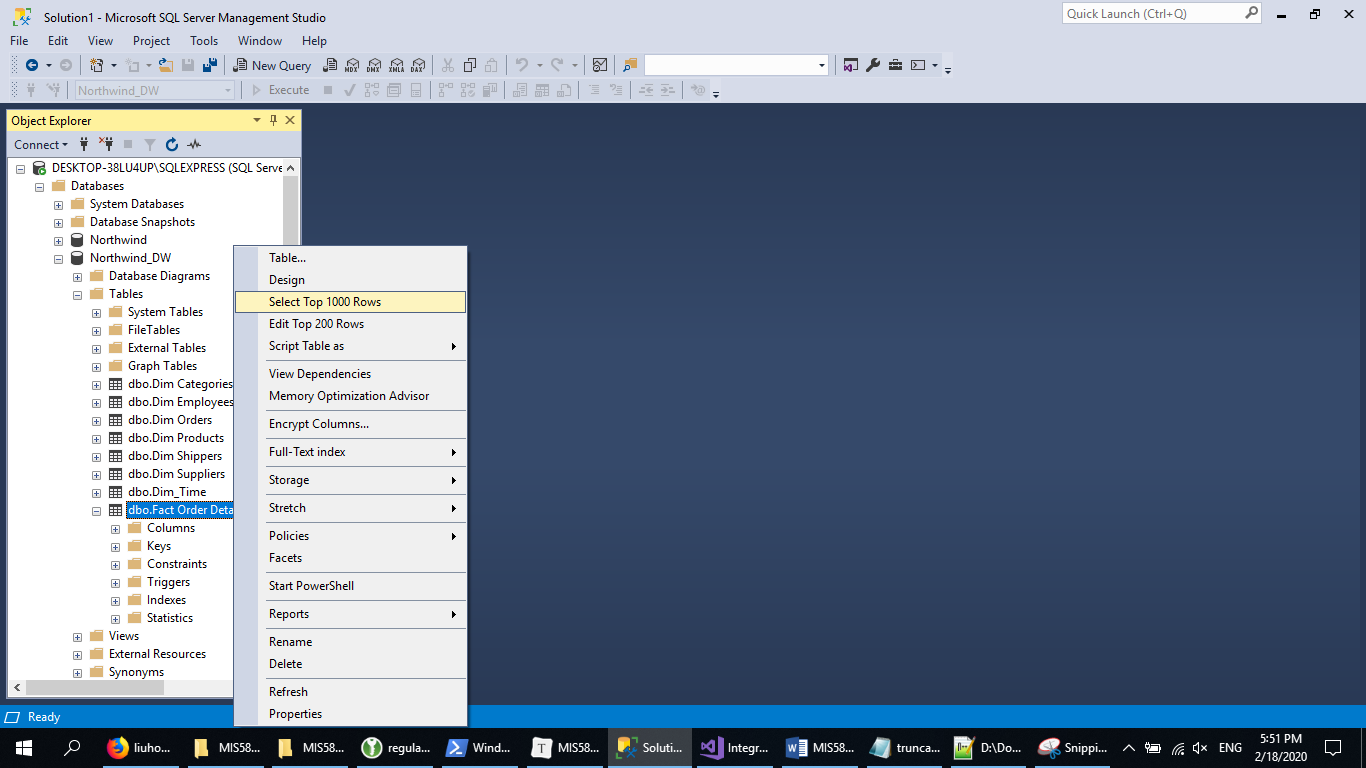 Solution1 - Microsoft SQL Server Management Studio
Quick Launch (Ctrl+Q)
File Edit View Project Tools Window Help
New Query
MDX DMX XMLA DAX
Northwind_DW
Execute
Object Explorer
Connect
DESKTOP-38LU4UP\SQLEXPRESS (SQL Serve
Databases
System Databases
Database Snapshots
Northwind
Northwind_DW
Database Diagrams
Tables
System Tables
FileTables
External Tables
Graph Tables
dbo.Dim Categories
dbo.Dim Employees
dbo.Dim Orders
dbo.Dim Products
dbo.Dim Shippers
dbo.Dim Suppliers
dbo.Dim_Time
dbo.Fact Order Deta
Columns
Keys
Constraints
Triggers
Indexes
Statistics
Views
External Resources
Synonyms
Table...
Design
Select Top 1000 Rows
Edit Top 200 Rows
Script Table as
View Dependencies
Memory Optimization Advisor
Encrypt Columns...
Full-Text index
Storage
Stretch
Policies
Facets
Start PowerShell
Reports
Rename
Delete
Refresh
Properties
Ready
liuho... MIS58... MIS58... regula... Wind... MIS58... Soluti... Integr... MIS58... trunca... D:\Do... Snippi... ENG
5:51 PM
2/18/2020